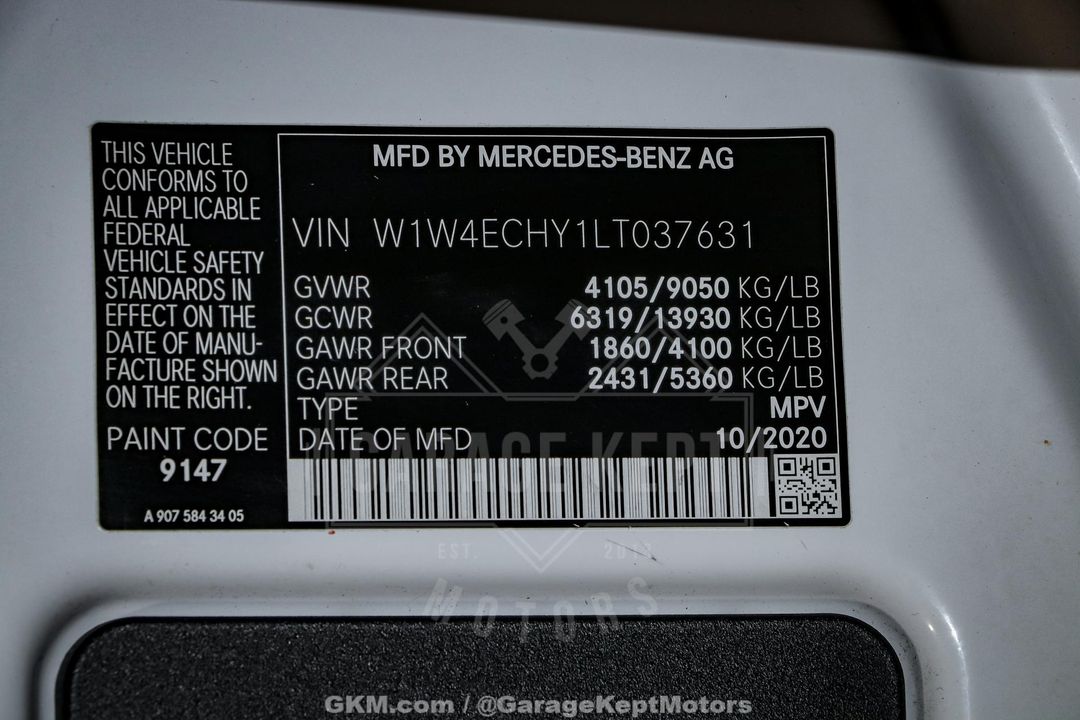 THIS VEHICLE
CONFORMS TO
ALL APPLICABLE
FEDERAL
VEHICLE SAFETY
STANDARDS IN
EFFECT ON THE
DATE OF MANU-
FACTURE SHOWN
ON THE RIGHT.
PAINT CODE
9147
A 907 584 34 05
MFD BY MERCEDES-BENZ AG
VIN W1W4ECHY1LT037631
GVWR 4105/9050 KG/LB
GCWR 6319/13930 KG/LB
GAWR FRONT 1860/4100 KG/LB
GAWR REAR 2431/5360 KG/LB
TYPE MPV
DATE OF MFD 10/2020
GARAGE KEPT
EST. 2013
MOTORS
GKM.com / @GarageKeptMotors